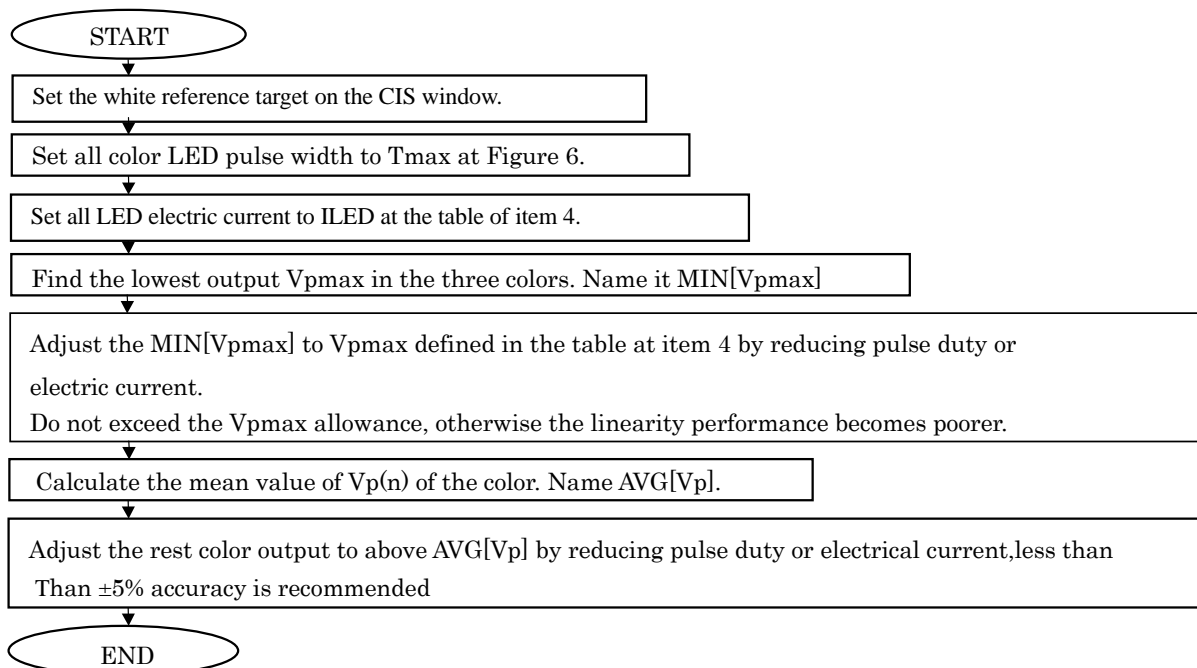 START
Set the white reference target on the CIS window.
Set all color LED pulse width to Tmax at Figure 6.
Set all LED electric current to ILED at the table of item 4.
Find the lowest output Vpmax in the three colors. Name it MIN[Vpmax]
Adjust the MIN[Vpmax] to Vpmax defined in the table at item 4 by reducing pulse duty or
electric current.
Do not exceed the Vpmax allowance, otherwise the linearity performance becomes poorer.
Calculate the mean value of Vp(n) of the color. Name AVG[Vp].
Adjust the rest color output to above AVG[Vp] by reducing pulse duty or electrical current,less than
Than ±5% accuracy is recommended
END